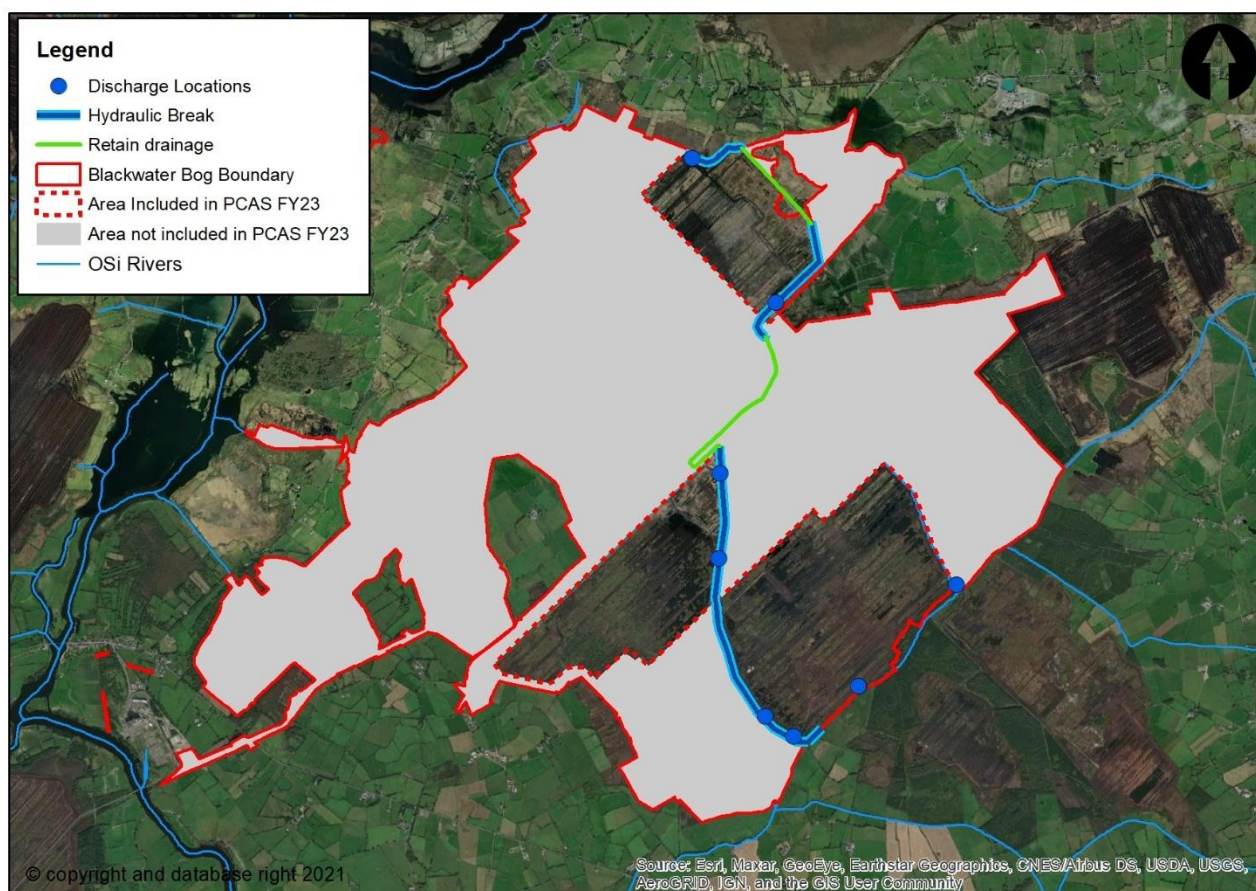 Legend
Discharge Locations
Hydraulic Break
Retain drainage
Blackwater Bog Boundary
Area Included in PCAS FY23
Area not included in PCAS FY23
OSi Rivers
© copyright and database right 2021
Source: Esri, Maxar, GeoEye, Earthstar Geographics, CNES/Airbus DS, USDA, USGS,
AeroGRID, IGN, and the GIS User Community